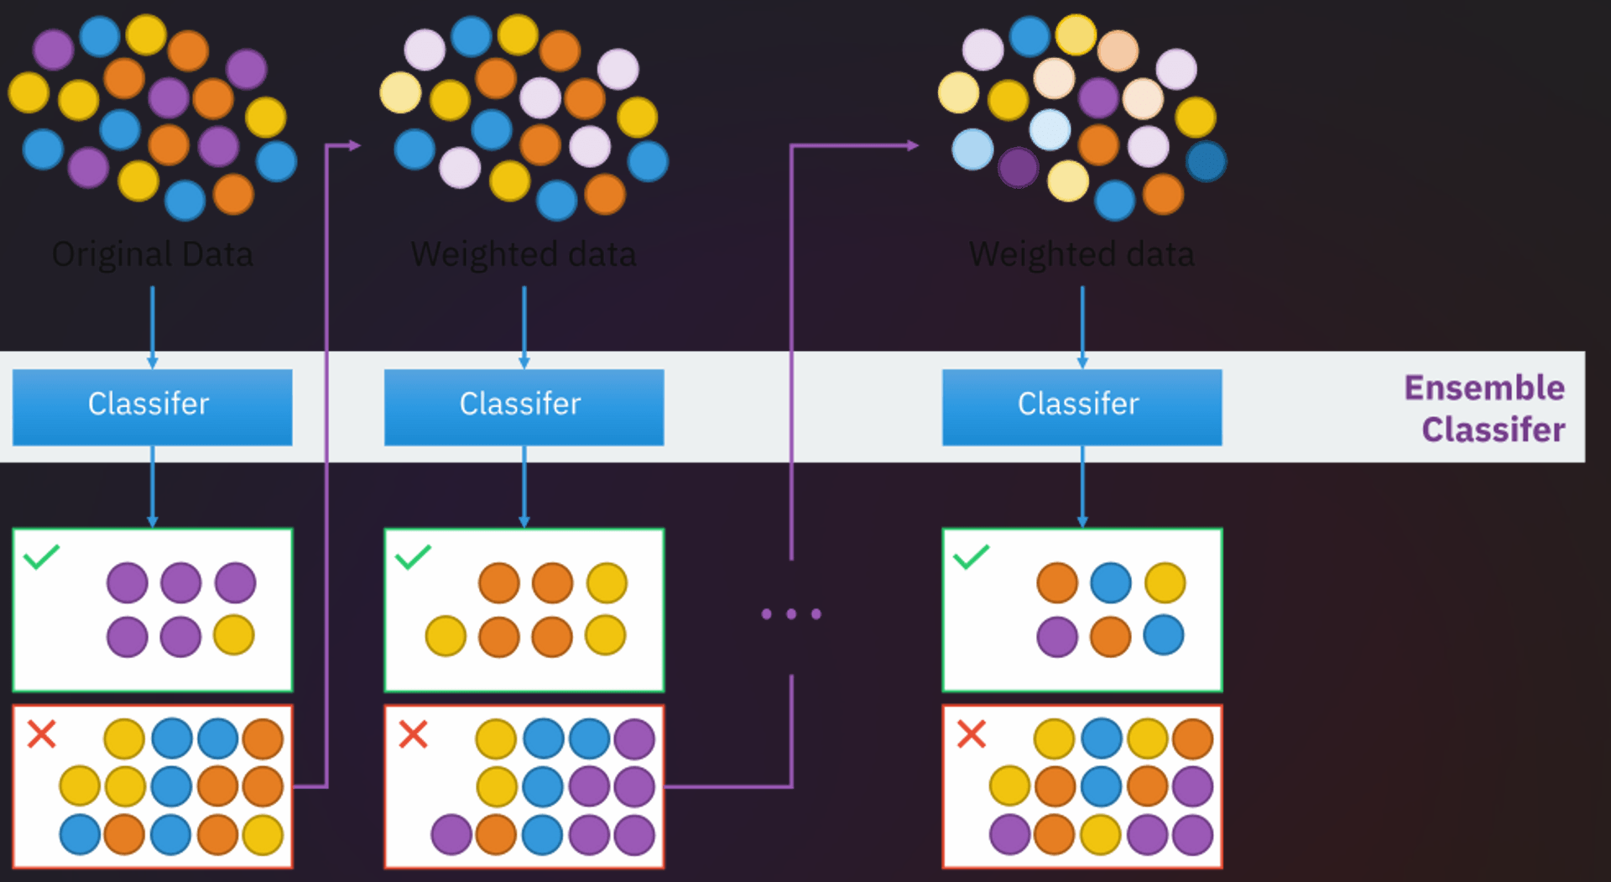 Original Data
Weighted data
Weighted data
Classifer
Classifer
Classifer
Ensemble
Classifer